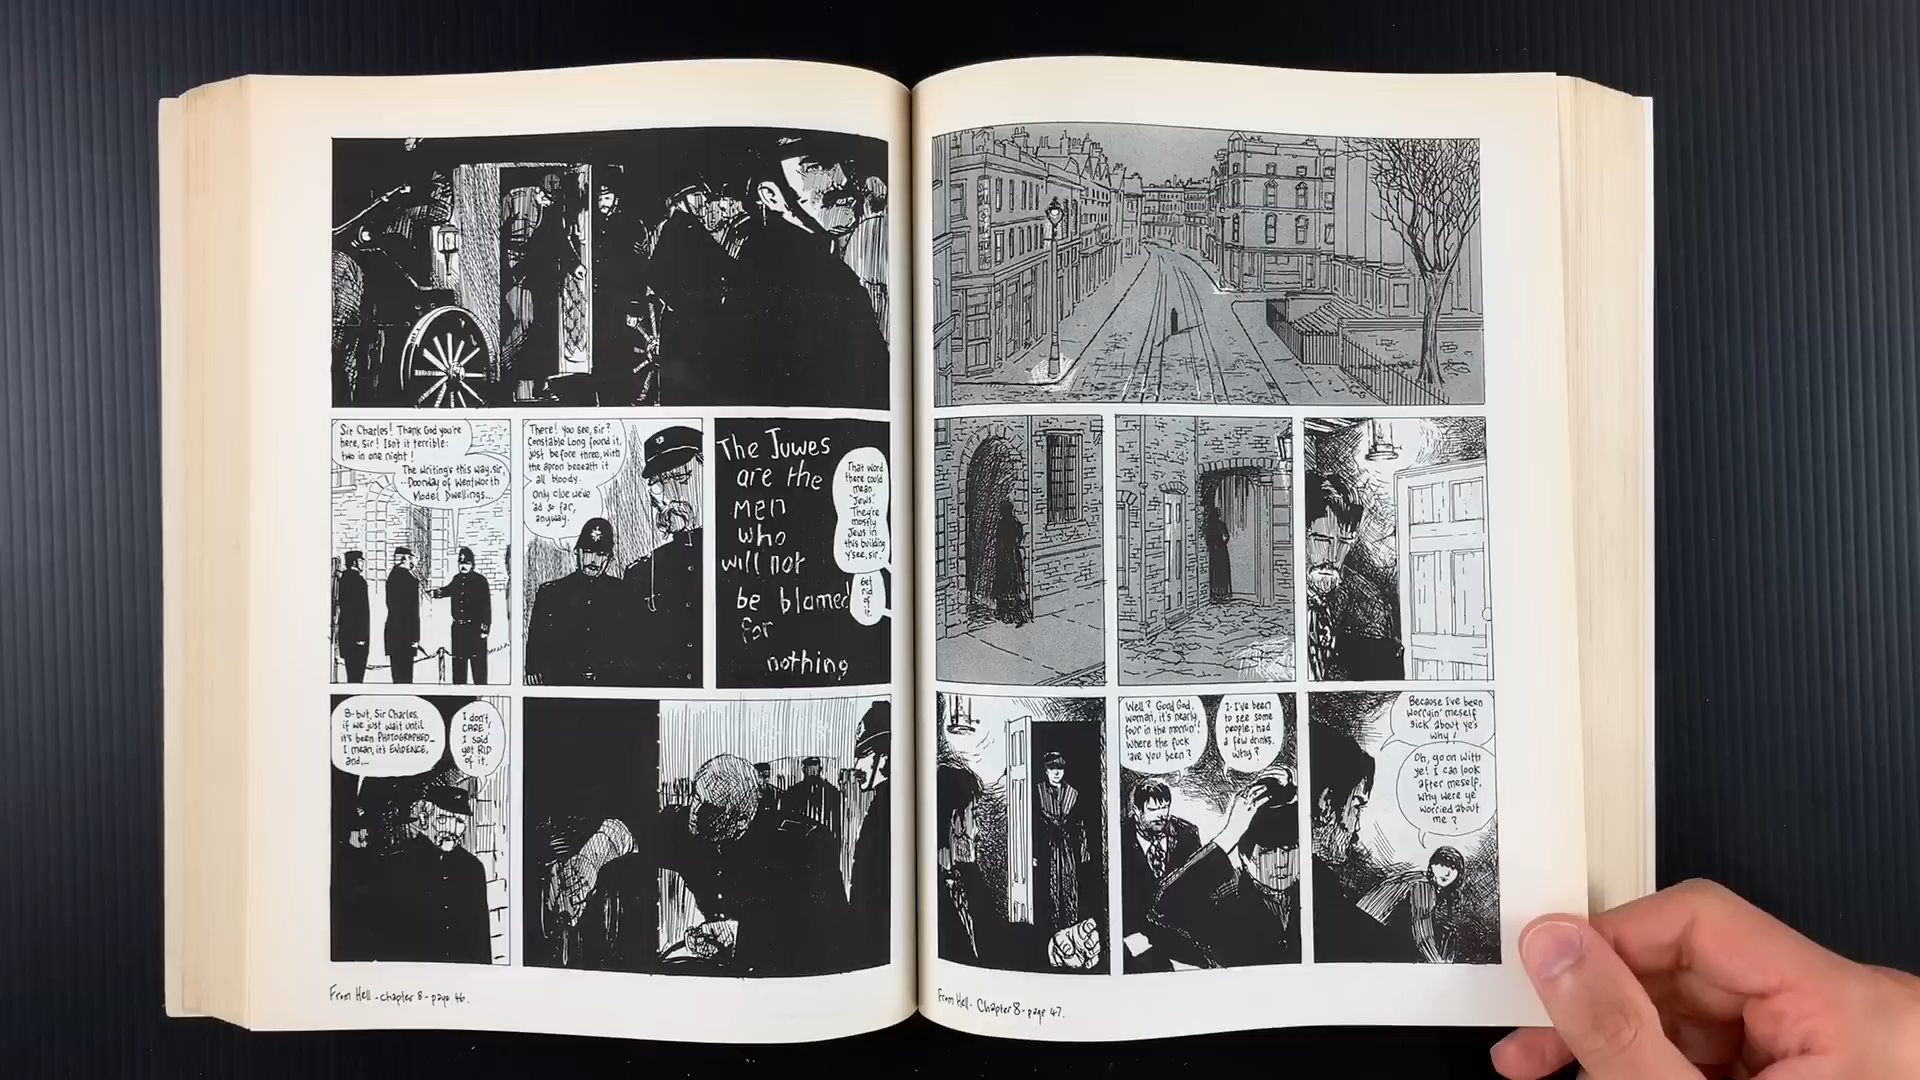 Sir Charles! Thank God you're
here, sir! Isn't it terrible:
two in one night!
The writing's this way, sir,
..Doorway of Wentworth
Model Dwellings...
There! You see, sir?
Constable Long found it,
just before three, with
the apron beneath it
all bloody.
Only clue we've
'ad so far,
anyway.
The Juwes
are the
men
who
will not
be blamed
for
nothing
That word
there could
mean
'Jews'.
They're
mostly
Jews in
this building
y'see, sir.
Get
rid
of
it.
B-but, Sir Charles,
if we just wait until
it's been PHOTOGRAPHED_
I mean, it's EVIDENCE,
and...
I don't
CARE!
I said
get RID
of it.
From Hell - chapter 8 - page 46.
Well? Good God,
woman, it's nearly
four in the mornin'!
Where the fuck
'ave you been?
I-I've been
to see some
people; had
a few drinks.
Why?
Because I've been
worryin' meself
sick about ye's
why!
Oh, go on with
ye! I can look
after meself.
Why were ye
worried about
me?
From Hell - Chapter 8 - page 47.